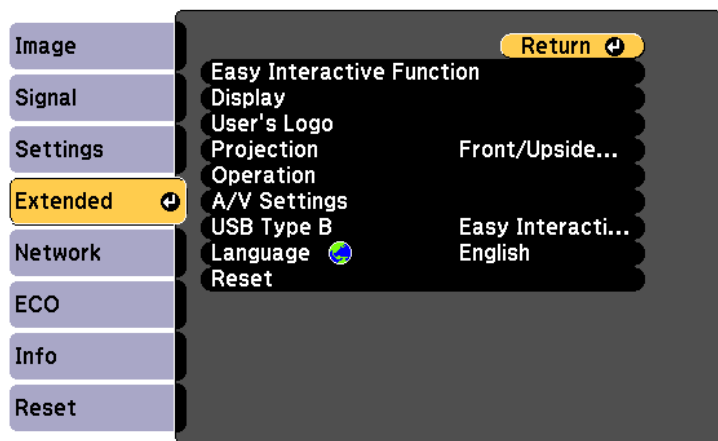 Image
Signal
Settings
Extended
Network
ECO
Info
Reset
Return
Easy Interactive Function
Display
User's Logo
Projection Front/Upside...
Operation
A/V Settings
USB Type B Easy Interacti...
Language English
Reset